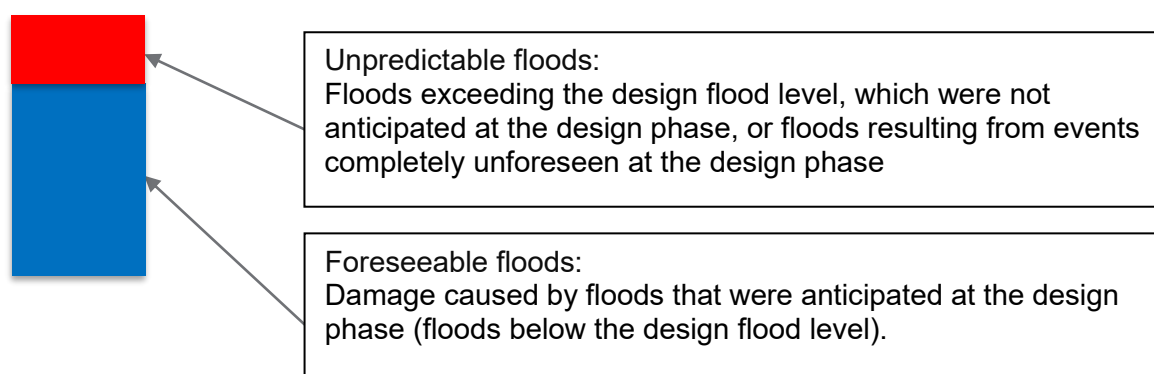 Unpredictable floods:
Floods exceeding the design flood level, which were not
anticipated at the design phase, or floods resulting from events
completely unforeseen at the design phase
Foreseeable floods:
Damage caused by floods that were anticipated at the design
phase (floods below the design flood level).